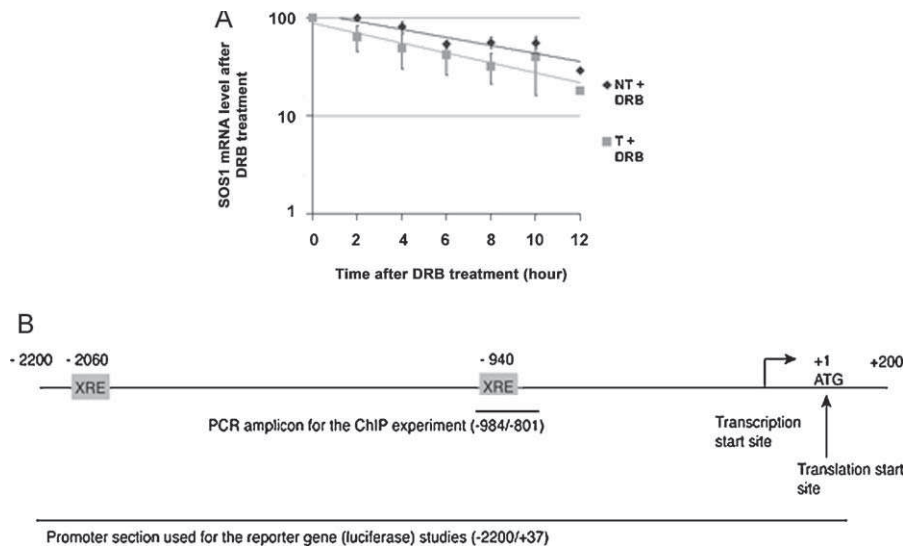 A
SOS1 mRNA level after
DRB treatment
100
10
1
0 2 4 6 8 10 12
Time after DRB treatment (hour)
NT +
DRB
T +
DRB
B
- 2200 - 2060 - 940 +1 +200
XRE XRE ATG
PCR amplicon for the ChIP experiment (-984/-801)
Transcription
start site
Translation start
site
Promoter section used for the reporter gene (luciferase) studies (-2200/+37)